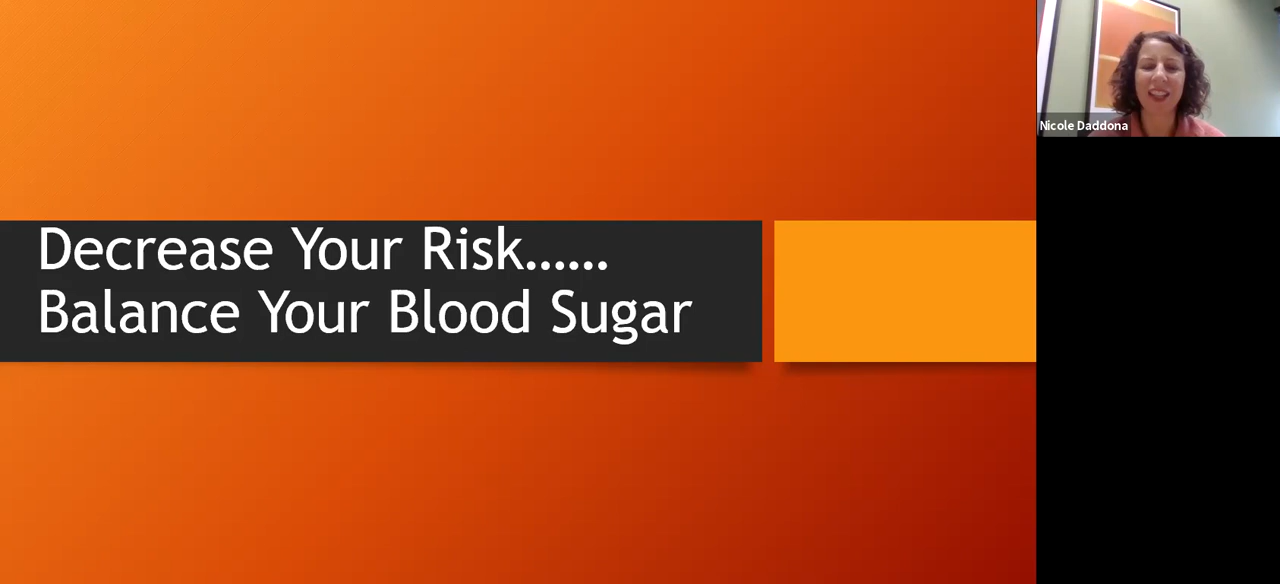 Decrease Your Risk......
Balance Your Blood Sugar
Nicole Daddona